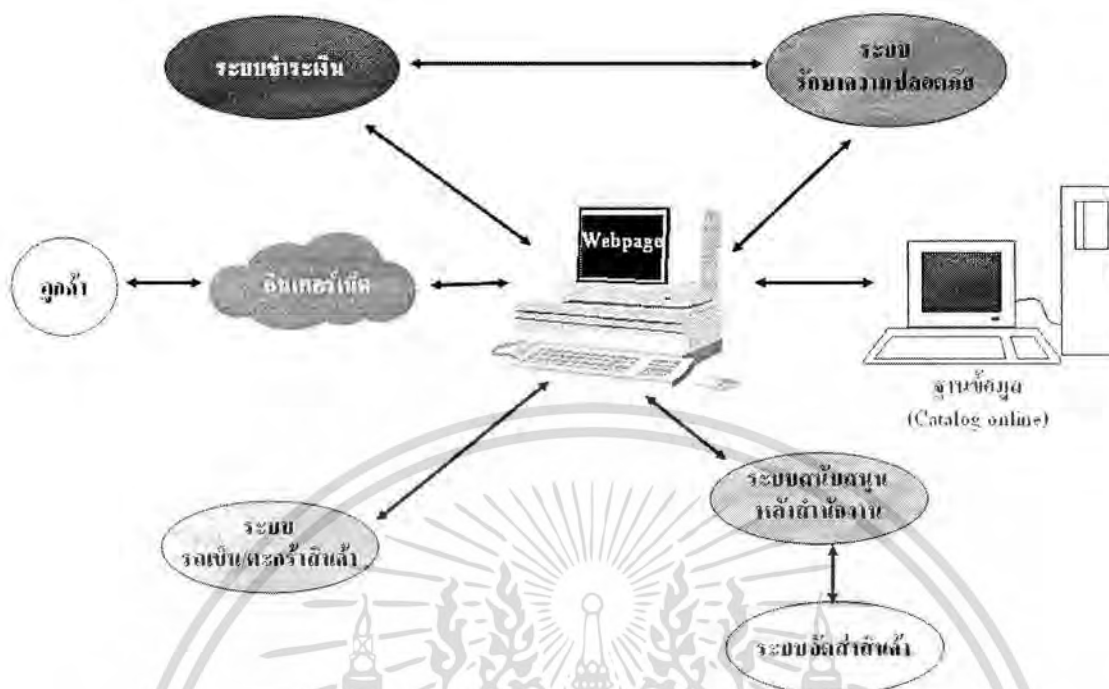 ระบบชำระเงิน
ระบบ
รักษาความปลอดภัย
Webpage
ลูกค้า
อินเทอร์เน็ต
ฐานข้อมูล
(Catalog online)
ระบบสนับสนุน
หลังสำนักงาน
ระบบ
รถเข็น/ตะกร้าสินค้า
ระบบจัดส่งสินค้า